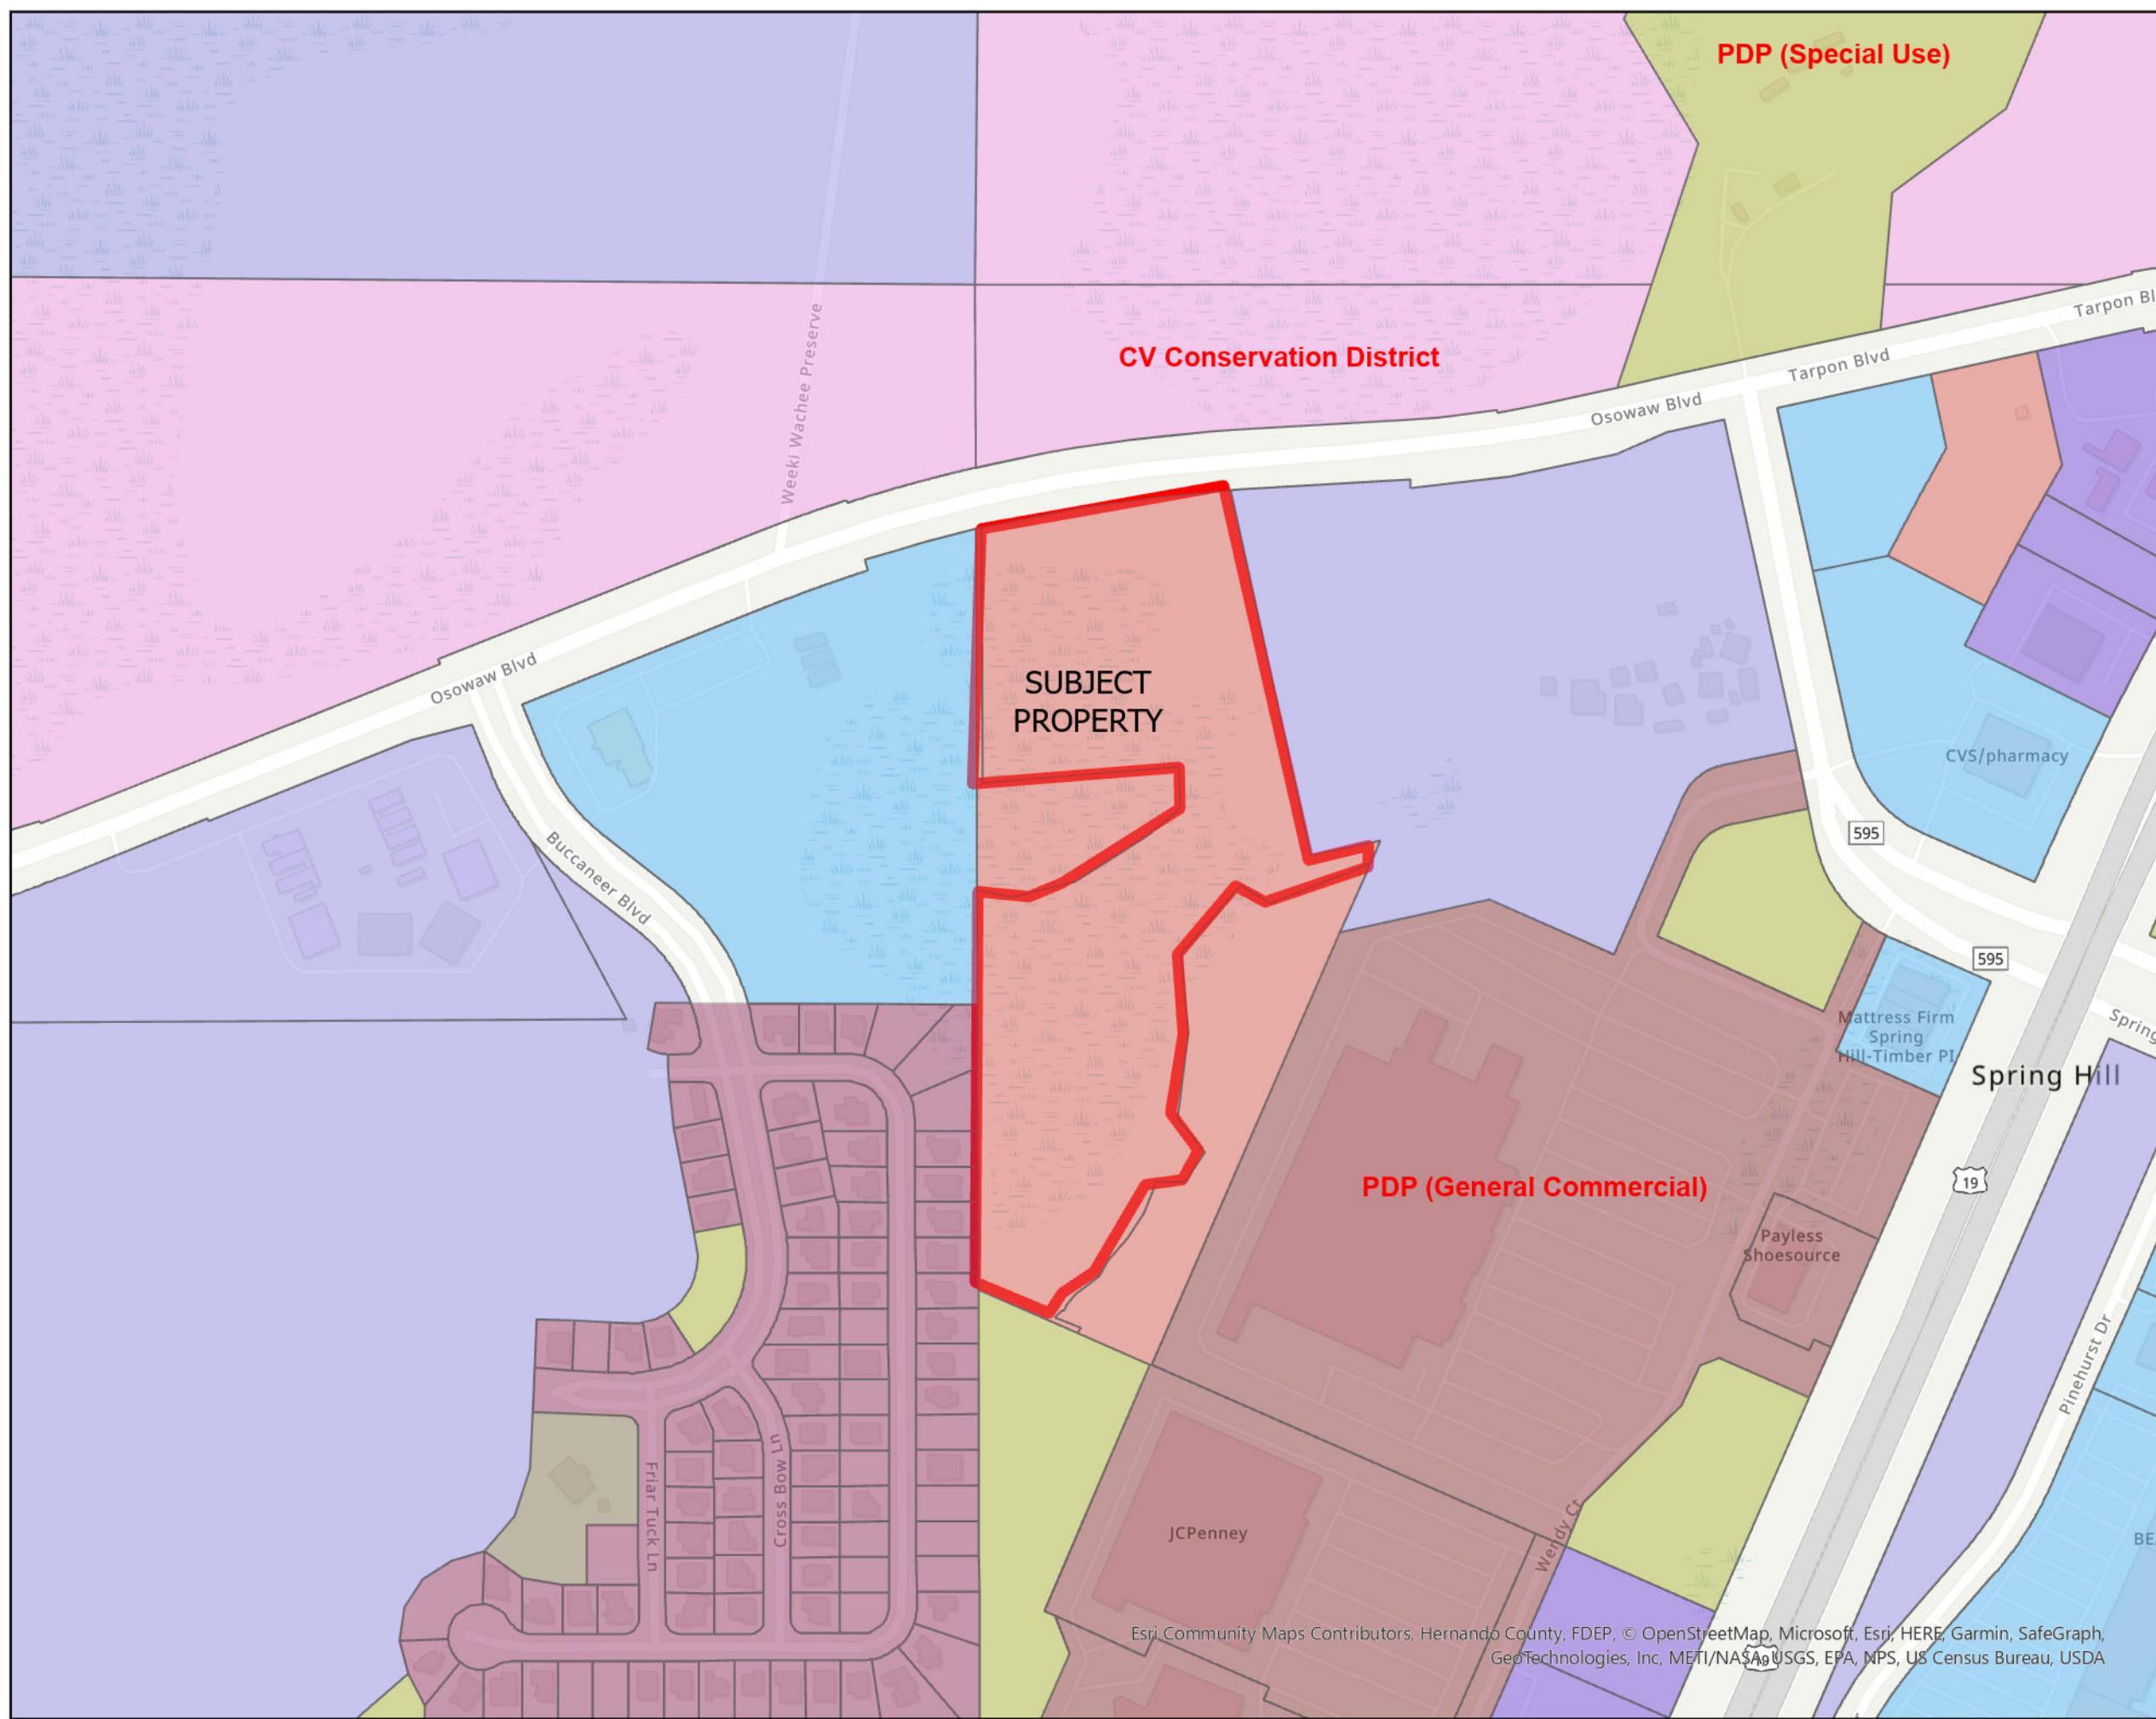 PDP (Special Use)
Tarpon Bl
Weeki Wachee Preserve
CV Conservation District
Tarpon Blvd
Osowaw Blvd
Osowaw Blvd
SUBJECT
PROPERTY
CVS/pharmacy
595
Buccaneer Blvd
595
Mattress Firm
Spring
Hill-Timber Pl
Spring
Spring Hill
PDP (General Commercial)
19
Payless
Shoesource
Pinehurst Dr
Friar Tuck Ln
Cross Bow Ln
JCPenney
Wendy Ct
BE
Esri Community Maps Contributors, Hernando County, FDEP, © OpenStreetMap, Microsoft, Esri, HERE, Garmin, SafeGraph,
GeoTechnologies, Inc, METI/NASA, USGS, EPA, NPS, US Census Bureau, USDA
19